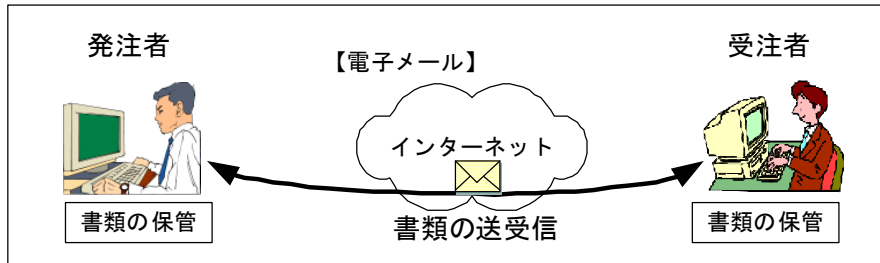 発注者
【電子メール】
受注者
インターネット
書類の送受信
書類の保管
書類の保管